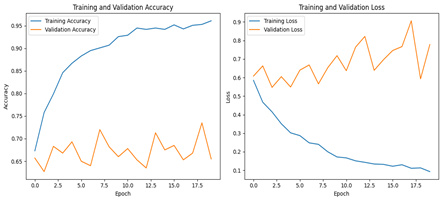 Training and Validation Accuracy
Training Accuracy
Validation Accuracy
0.95
0.90
0.85
0.80
0.75
0.70
0.65
Accuracy
0.0 2.5 5.0 7.5 10.0 12.5 15.0 17.5
Epoch
Training and Validation Loss
Training Loss
Validation Loss
0.9
0.8
0.7
0.6
0.5
0.4
0.3
0.2
0.1
Loss
0.0 2.5 5.0 7.5 10.0 12.5 15.0 17.5
Epoch